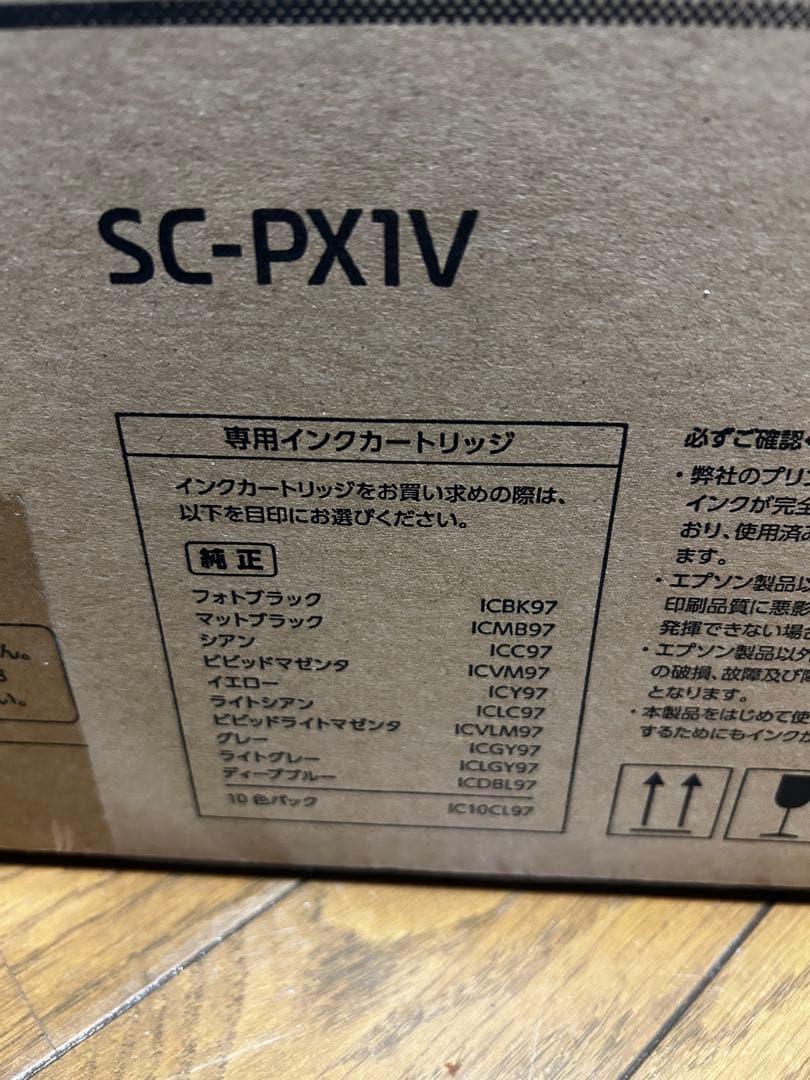 SC-PX1V
専用インクカートリッジ
インクカートリッジをお買い求めの際は、
以下を目印にお選びください。
純正
フォトブラック ICBK97
マットブラック ICMB97
シアン ICC97
ビビッドマゼンタ ICVM97
イエロー ICY97
ライトシアン ICLC97
ビビッドライトマゼンタ ICVLM97
グレー ICGY97
ライトグレー ICLGY97
ディープブルー ICDBL97
10色パック IC10CL97
必ずご確認く
・弊社のプリン
インクが完全
おり、使用済み
ます。
・エプソン製品以
印刷品質に悪影
発揮できない場合
・エプソン製品以外
の破損、故障及び障
となります。
・本製品をはじめて使
するためにもインクが
ん。
い。